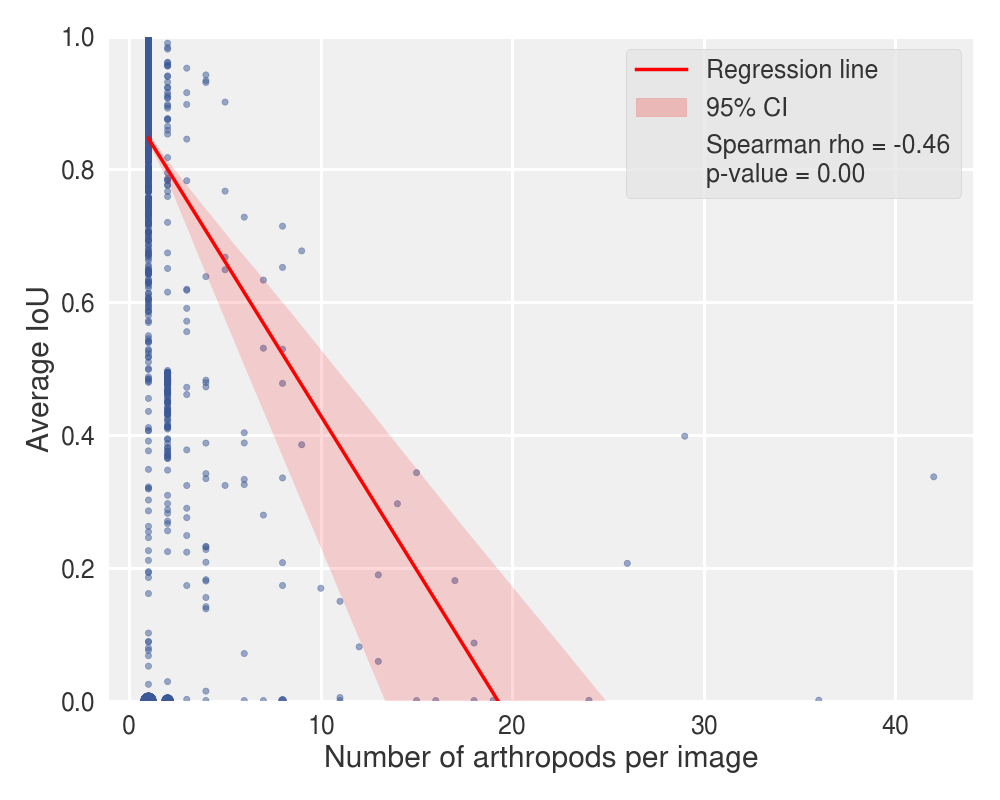 1.0
0.8
0.6
0.4
0.2
0.0
Average IoU
Regression line
95% CI
Spearman rho = -0.46
p-value = 0.00
0
10
20
30
40
Number of arthropods per image